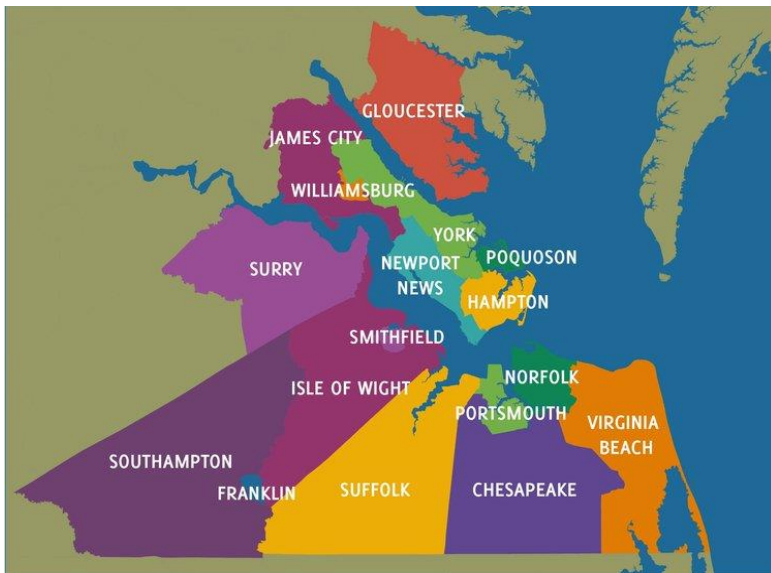 GLOUCESTER
JAMES CITY
WILLIAMSBURG
YORK
POQUOSON
NEWPORT
NEWS
SURRY
HAMPTON
SMITHFIELD
ISLE OF WIGHT
NORFOLK
PORTSMOUTH
VIRGINIA
BEACH
SOUTHAMPTON
FRANKLIN
SUFFOLK
CHESAPEAKE